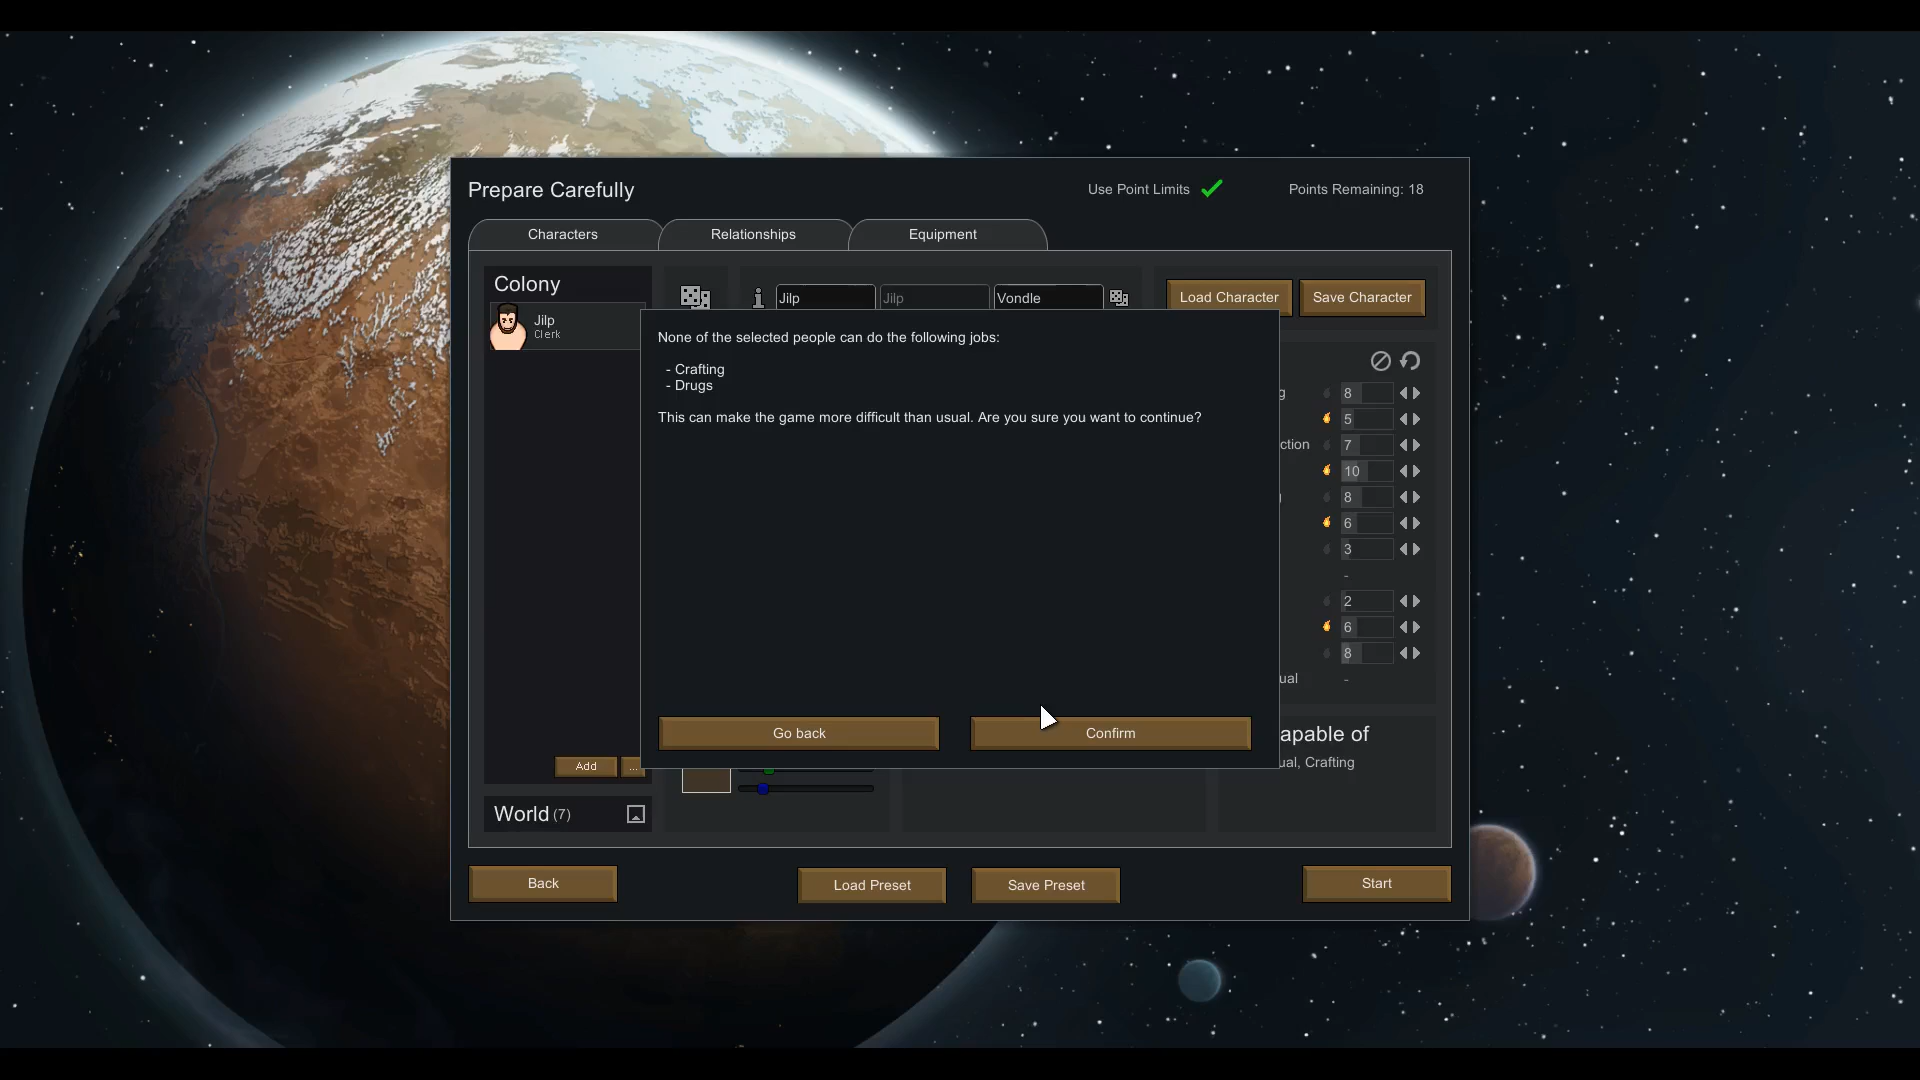 Prepare Carefully
Use Point Limits
Points Remaining: 18
Characters
Relationships
Equipment
Colony
Jilp
Clerk
Jilp
Jilp
Vondle
Load Character
Save Character
None of the selected people can do the following jobs:
- Crafting
- Drugs
This can make the game more difficult than usual. Are you sure you want to continue?
g
8
5
ction
7
10
8
6
3
-
2
6
8
ual
-
Go back
Confirm
apable of
ual, Crafting
Add
...
World (7)
Back
Load Preset
Save Preset
Start